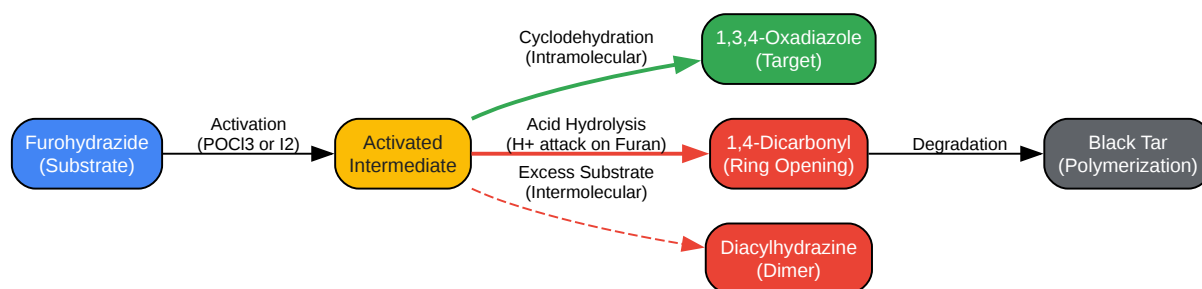 Furohydrazide
(Substrate)
Activation
(POCl3 or I2)
Activated
Intermediate
Cyclodehydration
(Intramolecular)
1,3,4-Oxadiazole
(Target)
Acid Hydrolysis
(H+ attack on Furan)
1,4-Dicarbonyl
(Ring Opening)
Degradation
Black Tar
(Polymerization)
Excess Substrate
(Intermolecular)
Diacylhydrazine
(Dimer)